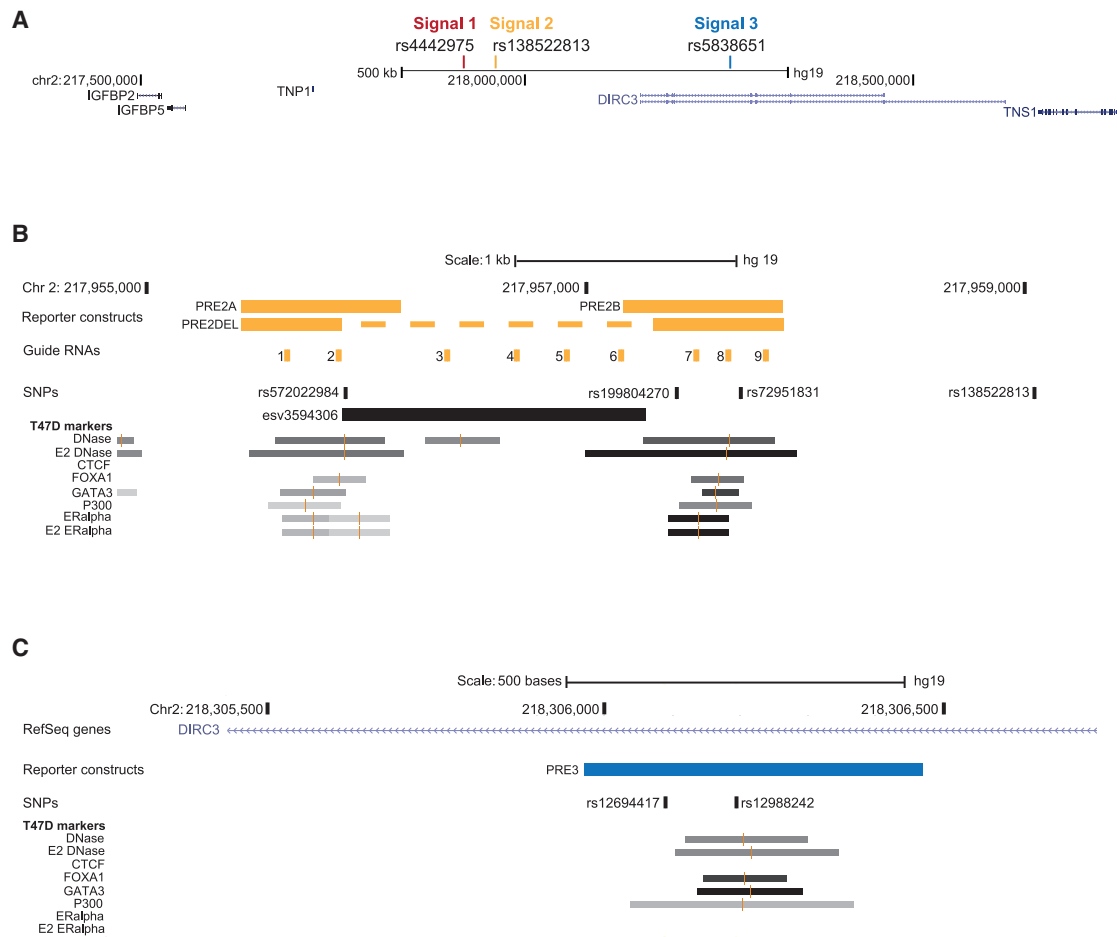 A
Signal 1 Signal 2 Signal 3
rs4442975 rs138522813 rs5838651
500 kb hg19
chr2: 217,500,000 218,000,000 218,500,000
IGFBP2 TNP1 DIRC3
IGFBP5 TNS1
B
Scale: 1 kb hg 19
Chr 2: 217,955,000 217,957,000 217,959,000
Reporter constructs PRE2A PRE2B
PRE2DEL
Guide RNAs 1 2 3 4 5 6 7 8 9
SNPs rs572022984 rs199804270 rs72951831 rs138522813
esv3594306
T47D markers
DNase
E2 DNase
CTCF
FOXA1
GATA3
P300
ERalpha
E2 ERalpha
C
Scale: 500 bases hg19
Chr2: 218,305,500 218,306,000 218,306,500
RefSeq genes DIRC3
Reporter constructs PRE3
SNPs rs12694417 rs12988242
T47D markers
DNase
E2 DNase
CTCF
FOXA1
GATA3
P300
ERalpha
E2 ERalpha